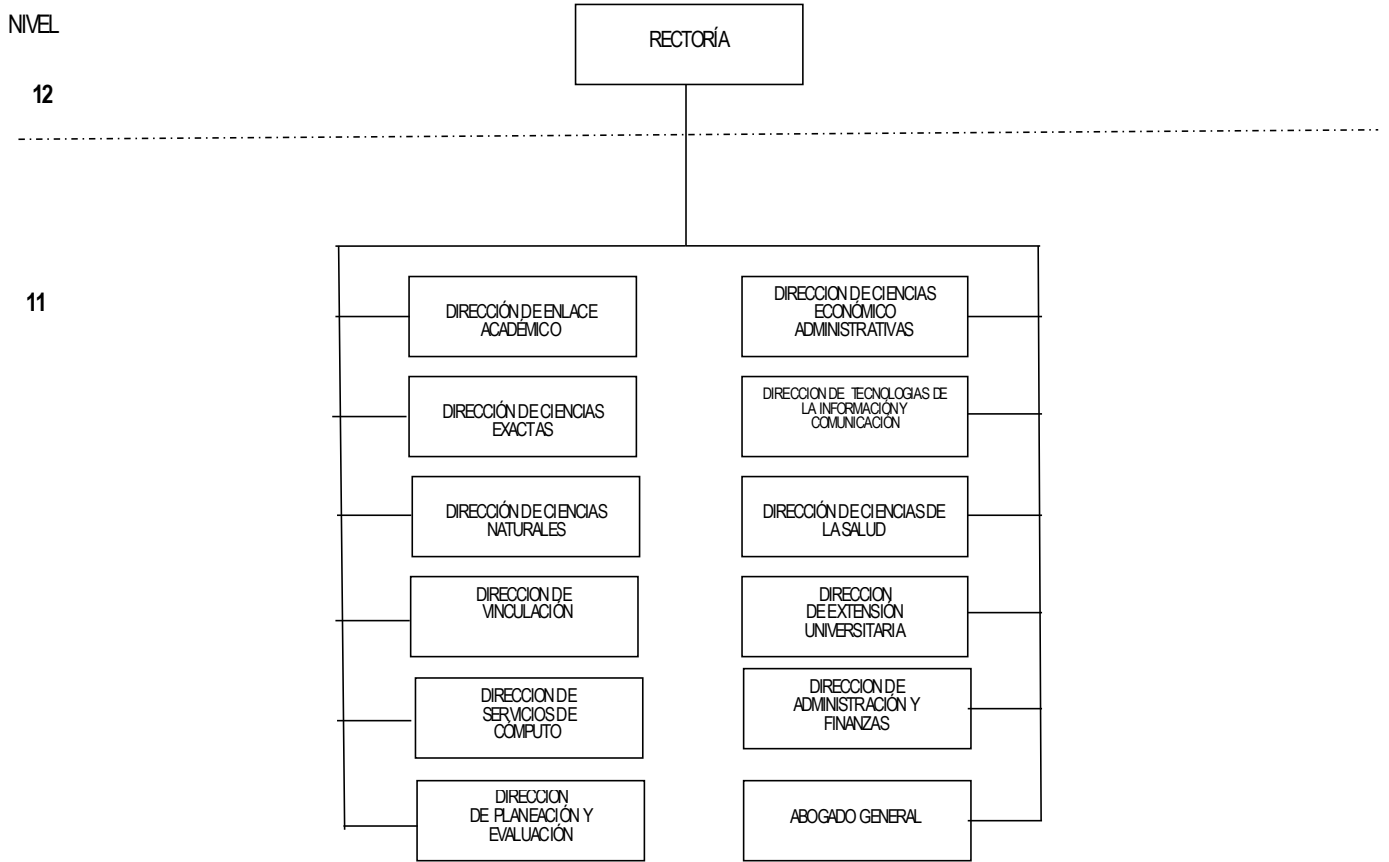 NIVEL
RECTORÍA
12
11
DIRECCIÓN DE ENLACE
ACADÉMICO
DIRECCION DE CIENCIAS
ECONÓMICO
ADMINISTRATIVAS
DIRECCIÓN DE CIENCIAS
EXACTAS
DIRECCION DE TECNOLOGIAS DE
LA INFORMACIÓN Y
COMUNICACIÓN
DIRECCIÓN DE CIENCIAS
NATURALES
DIRECCIÓN DE CIENCIAS DE
LA SALUD
DIRECCION DE
VINCULACIÓN
DIRECCION
DE EXTENSIÓN
UNIVERSITARIA
DIRECCION DE
SERVICIOS DE
CÓMPUTO
DIRECCION DE
ADMINISTRACIÓN Y
FINANZAS
DIRECCION
DE PLANEACIÓN Y
EVALUACIÓN
ABOGADO GENERAL